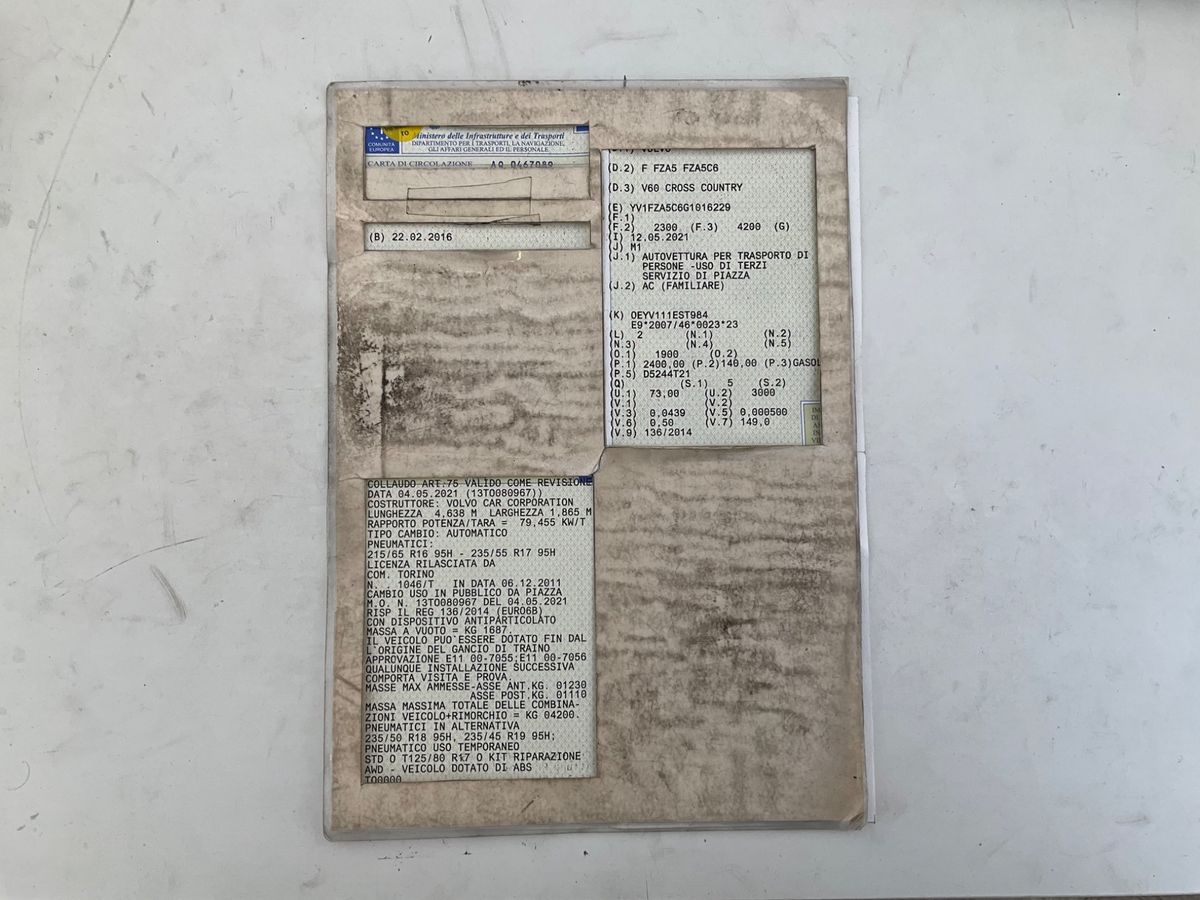 TO
COMUNITÀ
EUROPEA
Ministero delle Infrastrutture e dei Trasporti
DIPARTIMENTO PER I TRASPORTI, LA NAVIGAZIONE,
GLI AFFARI GENERALI ED IL PERSONALE.
CARTA DI CIRCOLAZIONE AQ 0467089
(B) 22.02.2016
VOLVO
(D.2) F FZA5 FZA5C6
(D.3) V60 CROSS COUNTRY
(E) YV1FZA5C6G1016229
(F.1)
(F.2) 2300 (F.3) 4200 (G)
(I) 12.05.2021
(J) M1
(J.1) AUTOVETTURA PER TRASPORTO DI
PERSONE -USO DI TERZI
SERVIZIO DI PIAZZA
(J.2) AC (FAMILIARE)
(K) OEYV111EST984
E9*2007/46*0023*23
(L) 2 (N.1) (N.2)
(N.3) (N.4) (N.5)
(O.1) 1900 (O.2)
(P.1) 2400,00 (P.2)140,00 (P.3)GASOL
(P.5) D5244T21
(Q) (S.1) 5 (S.2)
(U.1) 73,00 (U.2) 3000
(V.1) (V.2)
(V.3) 0,0439 (V.5) 0,000500
(V.6) 0,50 (V.7) 149,0
(V.9) 136/2014
COLLAUDO ART.75 VALIDO COME REVISIONE
DATA 04.05.2021 (13TO080967))
COSTRUTTORE: VOLVO CAR CORPORATION
LUNGHEZZA 4,638 M LARGHEZZA 1,865 M
RAPPORTO POTENZA/TARA = 79,455 KW/T
TIPO CAMBIO: AUTOMATICO
PNEUMATICI:
215/65 R16 95H - 235/55 R17 95H
LICENZA RILASCIATA DA
COM. TORINO
N. 1046/T IN DATA 06.12.2011
CAMBIO USO IN PUBBLICO DA PIAZZA
M.O. N. 13TO080967 DEL 04.05.2021
RISP IL REG 136/2014 (EURO6B)
CON DISPOSITIVO ANTIPARTICOLATO
MASSA A VUOTO = KG 1687
IL VEICOLO PUO'ESSERE DOTATO FIN DAL
L'ORIGINE DEL GANCIO DI TRAINO
APPROVAZIONE E11 00-7055;E11 00-7056
QUALUNQUE INSTALLAZIONE SUCCESSIVA
COMPORTA VISITA E PROVA.
MASSE MAX AMMESSE-ASSE ANT.KG. 01230
ASSE POST.KG. 01110
MASSA MASSIMA TOTALE DELLE COMBINA-
ZIONI VEICOLO+RIMORCHIO = KG 04200.
PNEUMATICI IN ALTERNATIVA
235/50 R18 95H, 235/45 R19 95H;
PNEUMATICO USO TEMPORANEO
STD O T125/80 R17 O KIT RIPARAZIONE
AWD - VEICOLO DOTATO DI ABS
TO0000